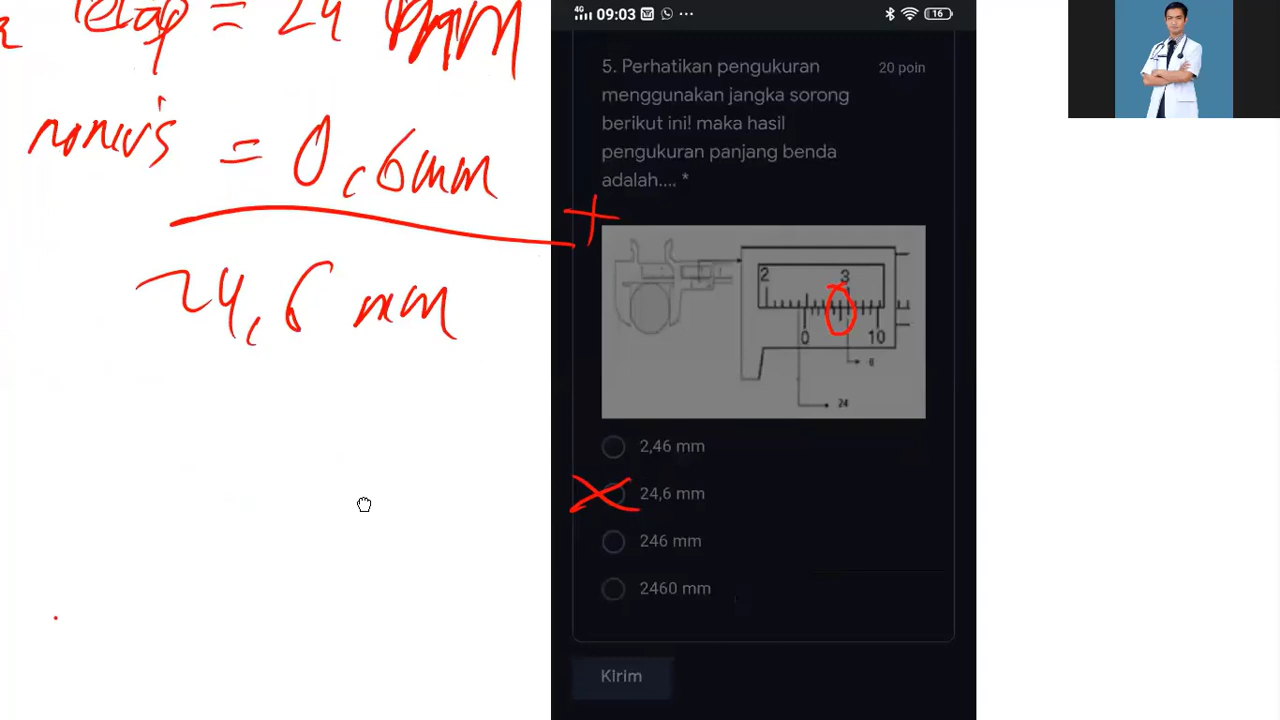 tetap = 24 mm
nonius = 0,6 mm
+
24,6 mm
4G 09:03 ... 16
5. Perhatikan pengukuran 20 poin
menggunakan jangka sorong
berikut ini! maka hasil
pengukuran panjang benda
adalah.... *
2 3
0 10
6
24
2,46 mm
24,6 mm
246 mm
2460 mm
Kirim